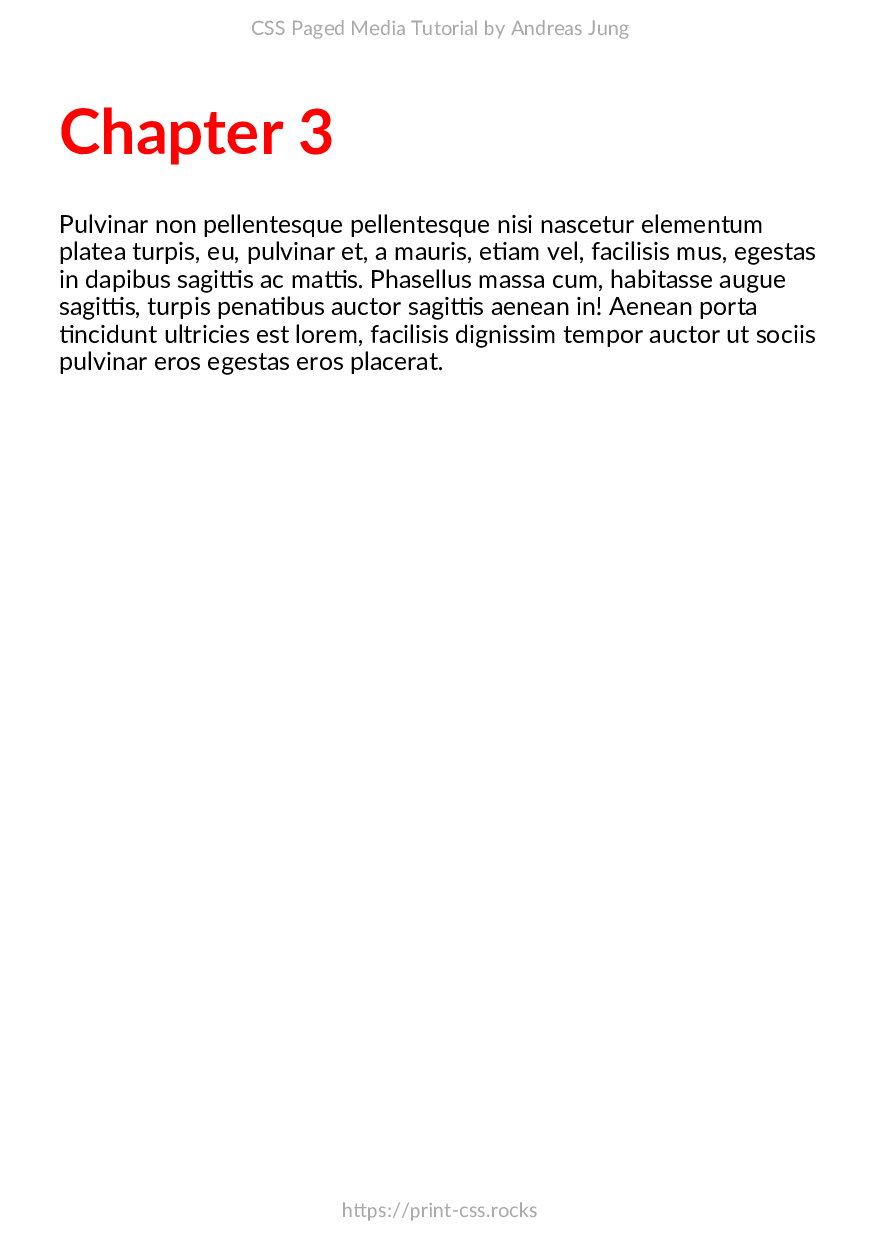 CSS Paged Media Tutorial by Andreas Jung
Chapter 3
Pulvinar non pellentesque pellentesque nisi nascetur elementum
platea turpis, eu, pulvinar et, a mauris, etiam vel, facilisis mus, egestas
in dapibus sagittis ac mattis. Phasellus massa cum, habitasse augue
sagittis, turpis penatibus auctor sagittis aenean in! Aenean porta
tincidunt ultricies est lorem, facilisis dignissim tempor auctor ut sociis
pulvinar eros egestas eros placerat.
https://print-css.rocks